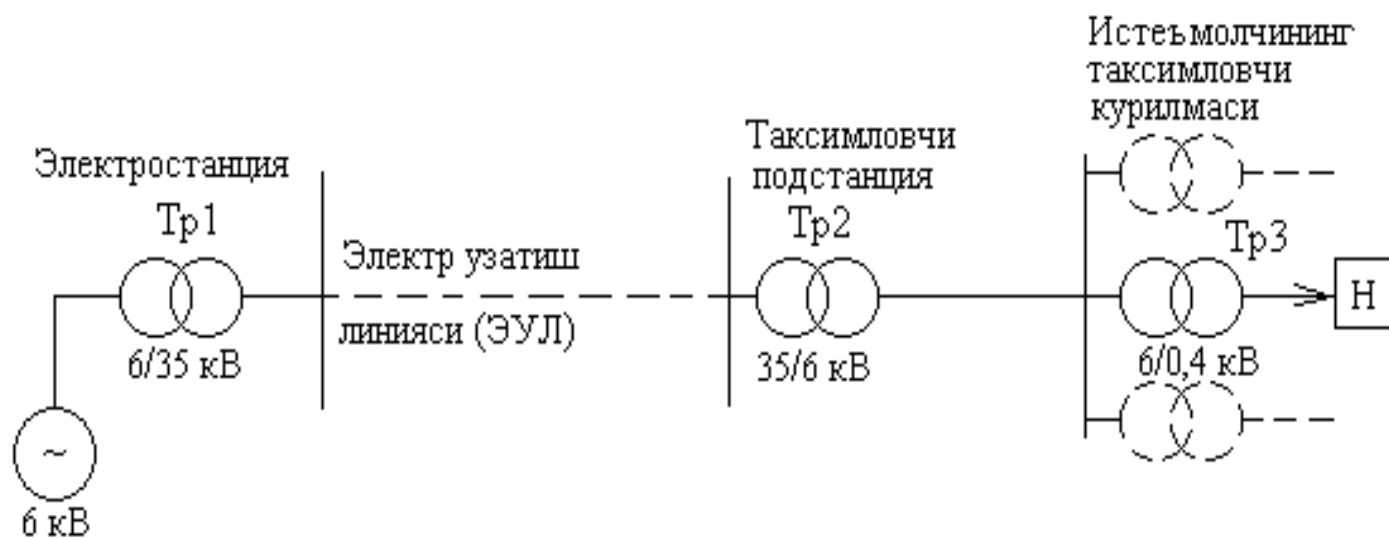 Истеъмолчининг
таксимловчи
курилмаси
Таксимловчи
подстанция
Электростанция
Тр1
Тр2
Тр3
Электр узатиш
линияси (ЭУЛ)
Н
6/35 кВ
35/6 кВ
6/0,4 кВ
~
6 кВ